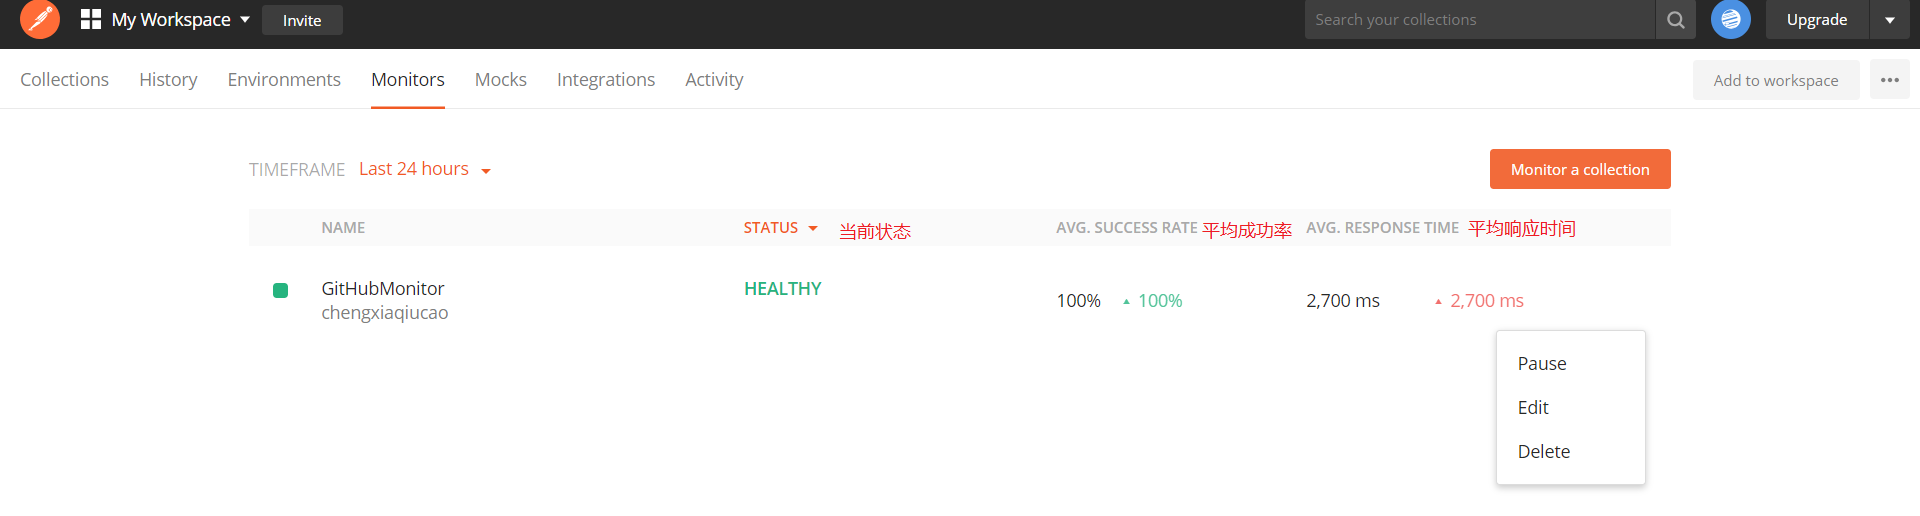 My Workspace Invite Search your collections Upgrade
Collections History Environments Monitors Mocks Integrations Activity Add to workspace
TIMEFRAME Last 24 hours Monitor a collection
NAME STATUS 当前状态 AVG. SUCCESS RATE 平均成功率 AVG. RESPONSE TIME 平均响应时间
GitHubMonitor HEALTHY 100% 100% 2,700 ms 2,700 ms
chengxiaqiucao
Pause
Edit
Delete